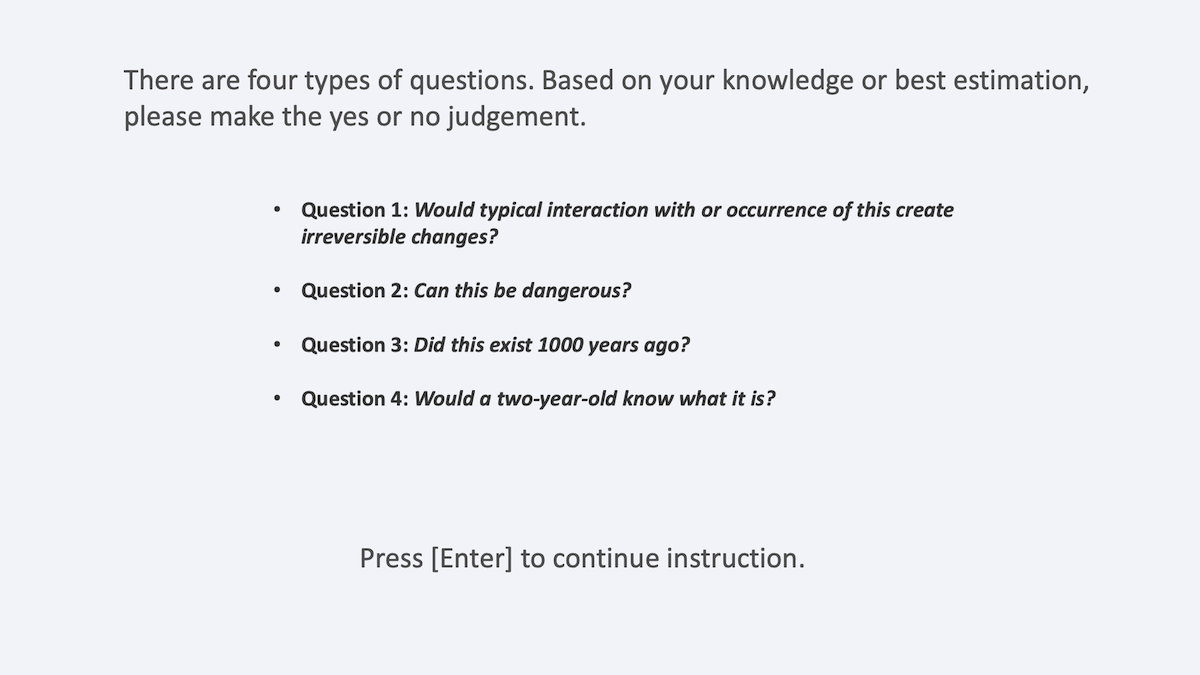 There are four types of questions. Based on your knowledge or best estimation,
please make the yes or no judgement.
• Question 1: Would typical interaction with or occurrence of this create
irreversible changes?
• Question 2: Can this be dangerous?
• Question 3: Did this exist 1000 years ago?
• Question 4: Would a two-year-old know what it is?
Press [Enter] to continue instruction.